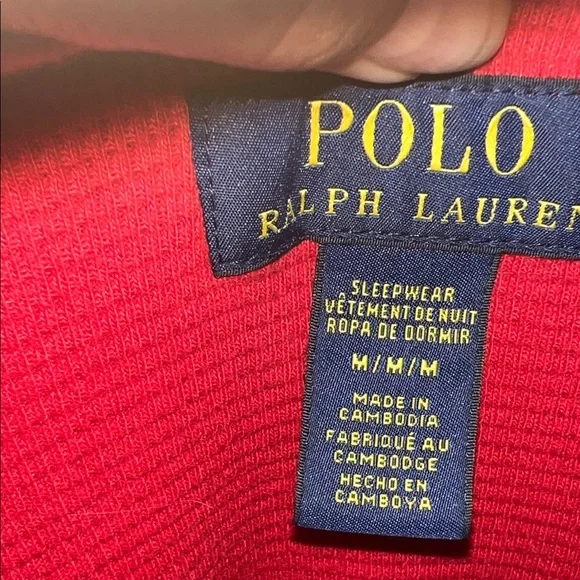 POLO
RALPH LAUREN
SLEEPWEAR
VÊTEMENT DE NUIT
ROPA DE DORMIR
M/M/M
MADE IN
CAMBODIA
FABRIQUÉ AU
CAMBODGE
HECHO EN
CAMBOYA